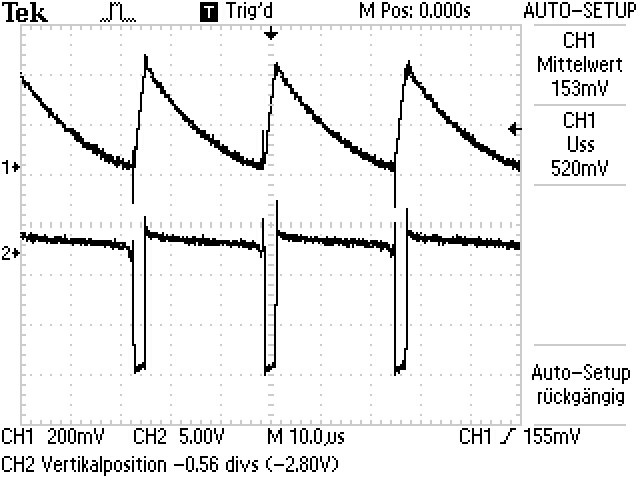 Tek T Trig'd M Pos: 0.000s AUTO-SETUP
CH1
Mittelwert
153mV
CH1
Uss
520mV
1
2
Auto-Setup
rückgängig
CH1 200mV CH2 5.00V M 10.0µs CH1 155mV
CH2 Vertikalposition -0.56 divs (-2.80V)